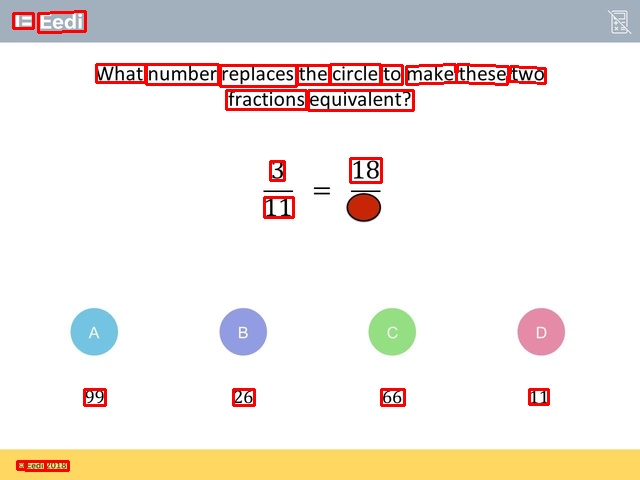 Eedi
What number replaces the circle to make these two
fractions equivalent?
3/11 = 18/
A B C D
99 26 66 11
© Eedi 2018